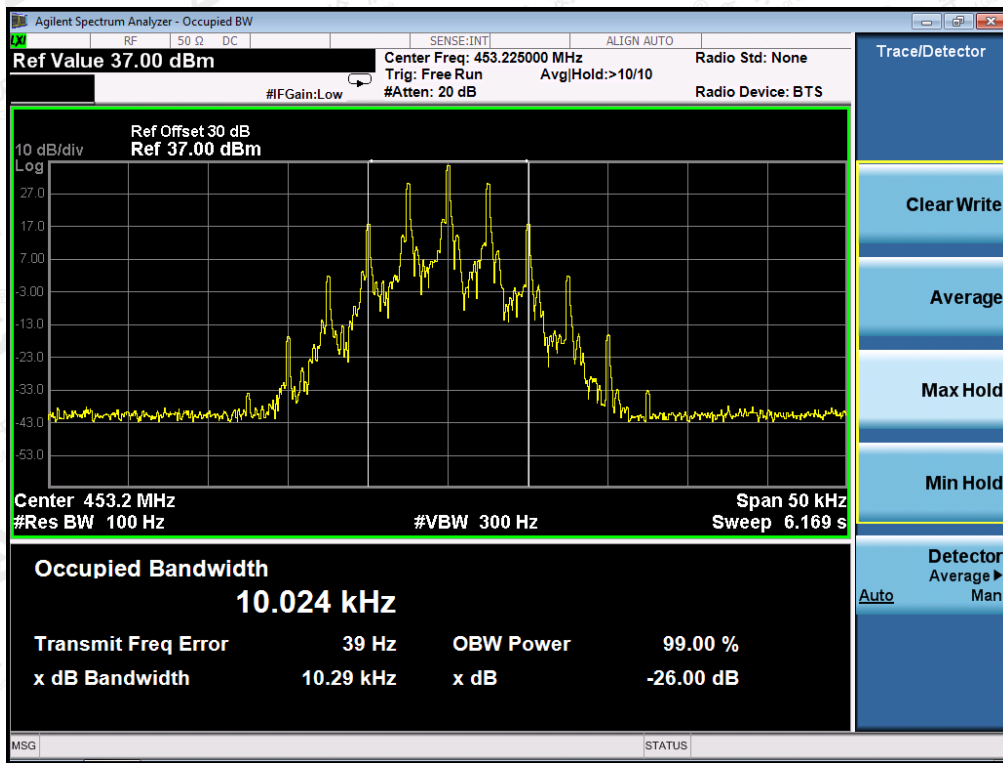 Agilent Spectrum Analyzer - Occupied BW
LXI RF 50 Ω DC SENSE:INT ALIGN AUTO
Ref Value 37.00 dBm
Center Freq: 453.225000 MHz
Radio Std: None
Trig: Free Run Avg|Hold:>10/10
#IFGain:Low
#Atten: 20 dB
Radio Device: BTS
Ref Offset 30 dB
10 dB/div Ref 37.00 dBm
Log
27.0
17.0
7.00
-3.00
-13.0
-23.0
-33.0
-43.0
-53.0
Center 453.2 MHz
Span 50 kHz
#Res BW 100 Hz
#VBW 300 Hz
Sweep 6.169 s
Occupied Bandwidth
10.024 kHz
Transmit Freq Error 39 Hz OBW Power 99.00 %
x dB Bandwidth 10.29 kHz x dB -26.00 dB
MSG STATUS
Trace/Detector
Clear Write
Average
Max Hold
Min Hold
Detector
Average▶
Auto Man